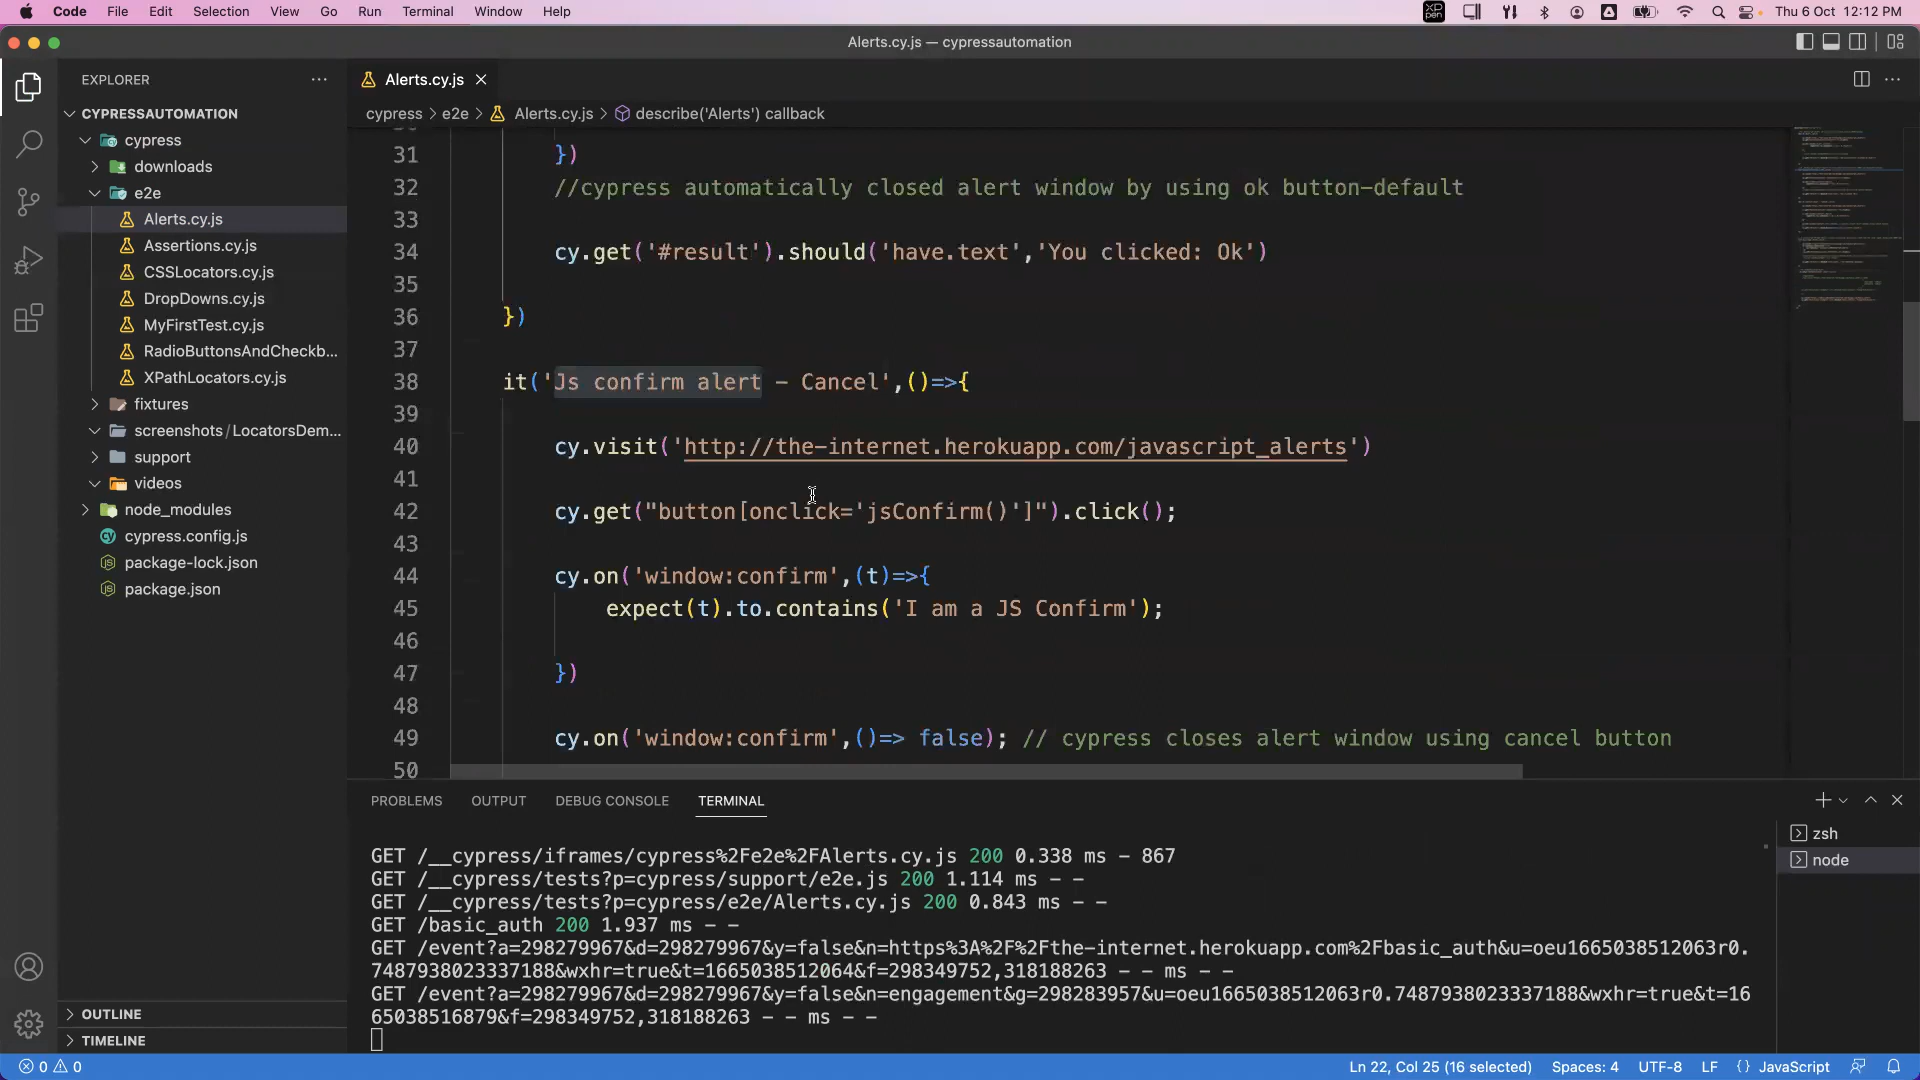 Code File Edit Selection View Go Run Terminal Window Help
XP PEN
Thu 6 Oct 12:12 PM
Alerts.cy.js — cypressautomation
EXPLORER
Alerts.cy.js
cypress > e2e > Alerts.cy.js > describe('Alerts') callback
CYPRESSAUTOMATION
cypress
downloads
e2e
Alerts.cy.js
Assertions.cy.js
CSSLocators.cy.js
DropDowns.cy.js
MyFirstTest.cy.js
RadioButtonsAndCheckb...
XPathLocators.cy.js
fixtures
screenshots / LocatorsDem...
support
videos
node_modules
cypress.config.js
package-lock.json
package.json
OUTLINE
TIMELINE
31 })
32 //cypress automatically closed alert window by using ok button-default
33
34 cy.get('#result').should('have.text','You clicked: Ok')
35
36 })
37
38 it('Js confirm alert - Cancel',()=>{
39
40 cy.visit('http://the-internet.herokuapp.com/javascript_alerts')
41
42 cy.get("button[onclick='jsConfirm()']").click();
43
44 cy.on('window:confirm',(t)=>{
45 expect(t).to.contains('I am a JS Confirm');
46
47 })
48
49 cy.on('window:confirm',()=> false); // cypress closes alert window using cancel button
50
PROBLEMS OUTPUT DEBUG CONSOLE TERMINAL
zsh
node
GET /__cypress/iframes/cypress%2Fe2e%2FAlerts.cy.js 200 0.338 ms - 867
GET /__cypress/tests?p=cypress/support/e2e.js 200 1.114 ms - -
GET /__cypress/tests?p=cypress/e2e/Alerts.cy.js 200 0.843 ms - -
GET /basic_auth 200 1.937 ms - -
GET /event?a=298279967&d=298279967&y=false&n=https%3A%2F%2Fthe-internet.herokuapp.com%2Fbasic_auth&u=oeu1665038512063r0.
7487938023337188&wxhr=true&t=1665038512064&f=298349752,318188263 - - ms - -
GET /event?a=298279967&d=298279967&y=false&n=engagement&g=298283957&u=oeu1665038512063r0.7487938023337188&wxhr=true&t=16
65038516879&f=298349752,318188263 - - ms - -
0 0 Ln 22, Col 25 (16 selected) Spaces: 4 UTF-8 LF {} JavaScript